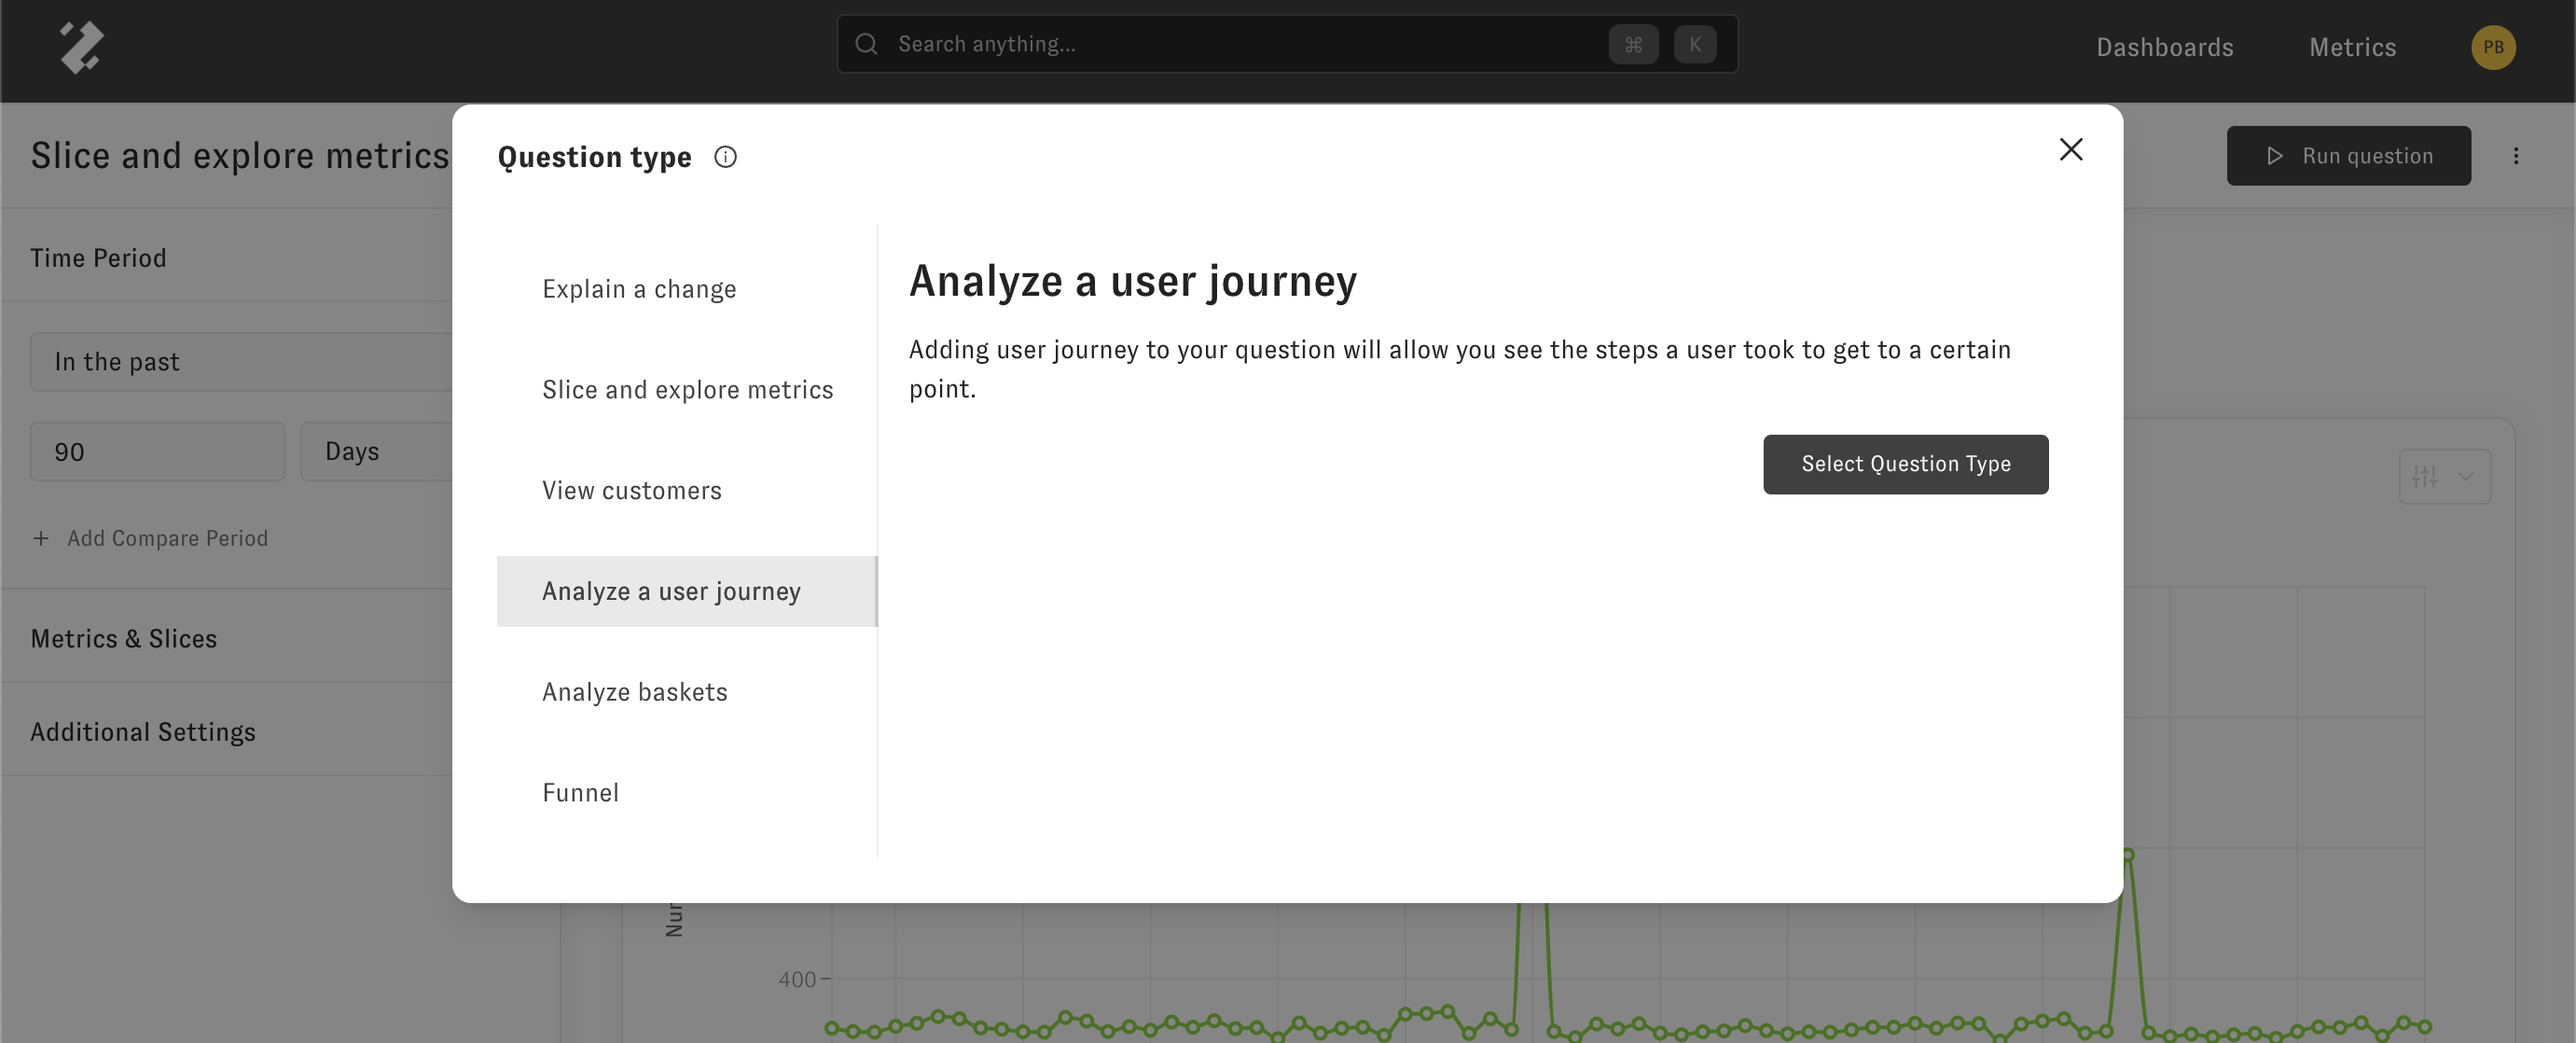 Search anything...
⌘ K
Dashboards
Metrics
PB
Slice and explore metrics
Run question
Time Period
In the past
90
Days
+ Add Compare Period
Metrics & Slices
Additional Settings
Question type
Explain a change
Slice and explore metrics
View customers
Analyze a user journey
Analyze baskets
Funnel
Analyze a user journey
Adding user journey to your question will allow you see the steps a user took to get to a certain
point.
Select Question Type
400